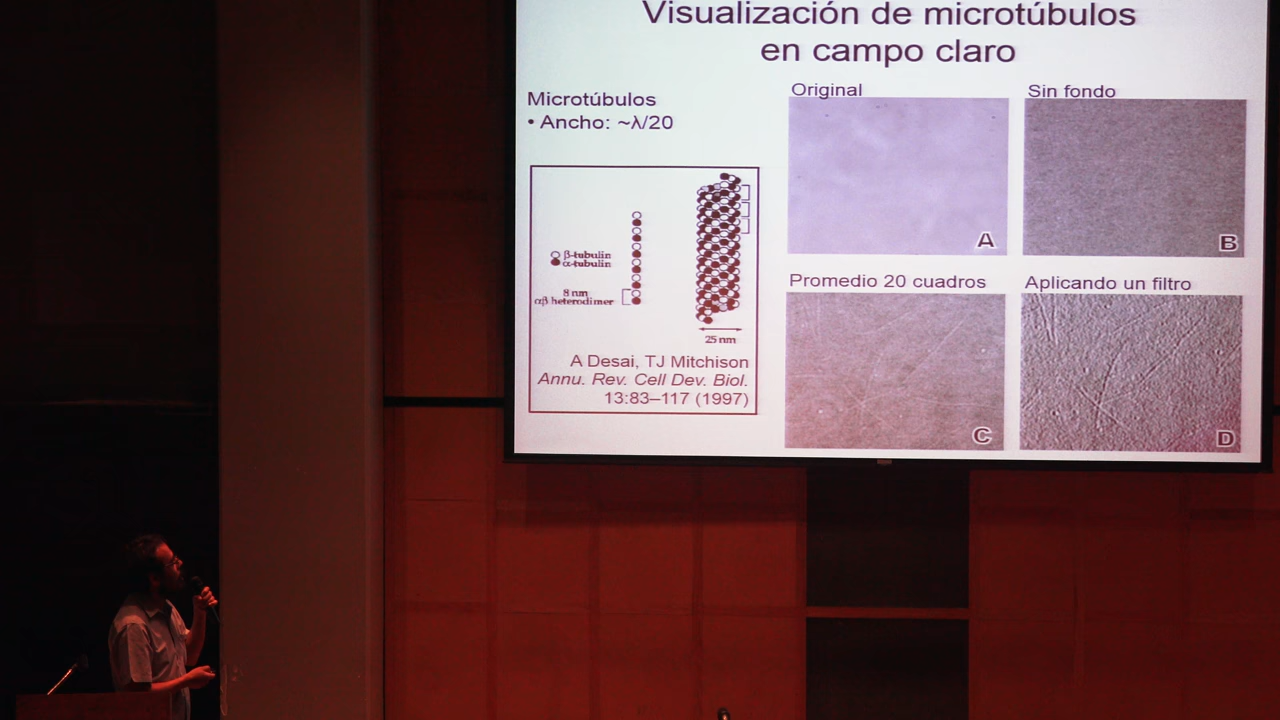 Visualización de microtúbulos
en campo claro
Microtúbulos
• Ancho: ~λ/20
β-tubulin
α-tubulin
8 nm
αβ heterodimer
25 nm
A Desai, TJ Mitchison
Annu. Rev. Cell Dev. Biol.
13:83–117 (1997)
Original
A
Sin fondo
B
Promedio 20 cuadros
C
Aplicando un filtro
D